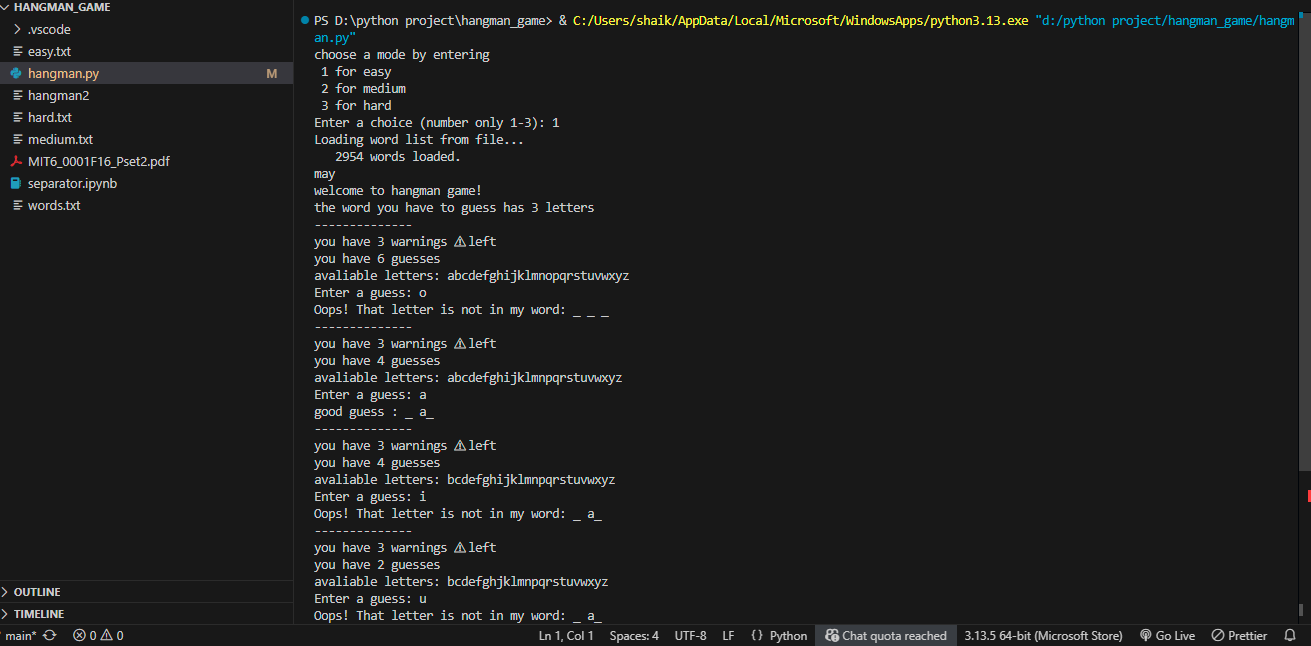 HANGMAN_GAME
.vscode
easy.txt
hangman.py M
hangman2
hard.txt
medium.txt
MIT6_0001F16_Pset2.pdf
separator.ipynb
words.txt
OUTLINE
TIMELINE
PS D:\python project\hangman_game> & C:/Users/shaik/AppData/Local/Microsoft/WindowsApps/python3.13.exe "d:/python project/hangman_game/hangm
an.py"
choose a mode by entering
 1 for easy
 2 for medium
 3 for hard
Enter a choice (number only 1-3): 1
Loading word list from file...
   2954 words loaded.
may
welcome to hangman game!
the word you have to guess has 3 letters
--------------
you have 3 warnings ⚠left
you have 6 guesses
avaliable letters: abcdefghijklmnopqrstuvwxyz
Enter a guess: o
Oops! That letter is not in my word: _ _ _
--------------
you have 3 warnings ⚠left
you have 4 guesses
avaliable letters: abcdefghijklmnpqrstuvwxyz
Enter a guess: a
good guess : _ a_
--------------
you have 3 warnings ⚠left
you have 4 guesses
avaliable letters: bcdefghijklmnpqrstuvwxyz
Enter a guess: i
Oops! That letter is not in my word: _ a_
--------------
you have 3 warnings ⚠left
you have 2 guesses
avaliable letters: bcdefghjklmnpqrstuvwxyz
Enter a guess: u
Oops! That letter is not in my word: _ a_
main* 0 0 Ln 1, Col 1 Spaces: 4 UTF-8 LF {} Python Chat quota reached 3.13.5 64-bit (Microsoft Store) Go Live Prettier